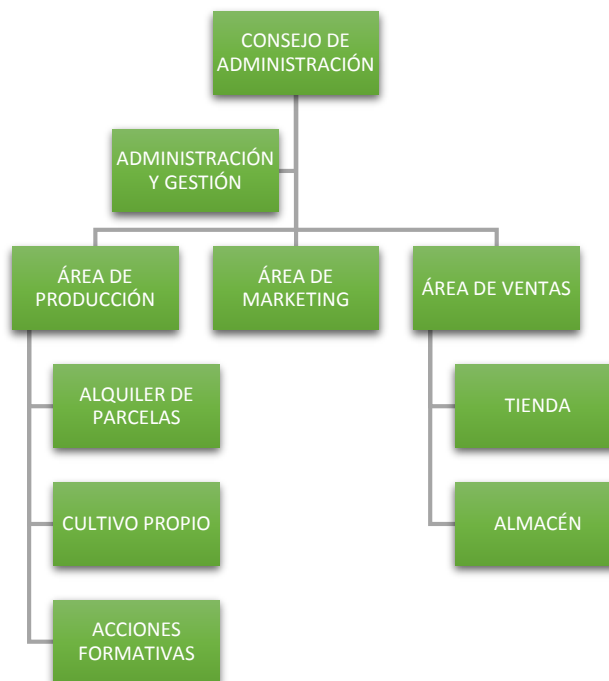 CONSEJO DE
ADMINISTRACIÓN
ADMINISTRACIÓN
Y GESTIÓN
ÁREA DE
PRODUCCIÓN
ÁREA DE
MARKETING
ÁREA DE VENTAS
ALQUILER DE
PARCELAS
TIENDA
CULTIVO PROPIO
ALMACÉN
ACCIONES
FORMATIVAS